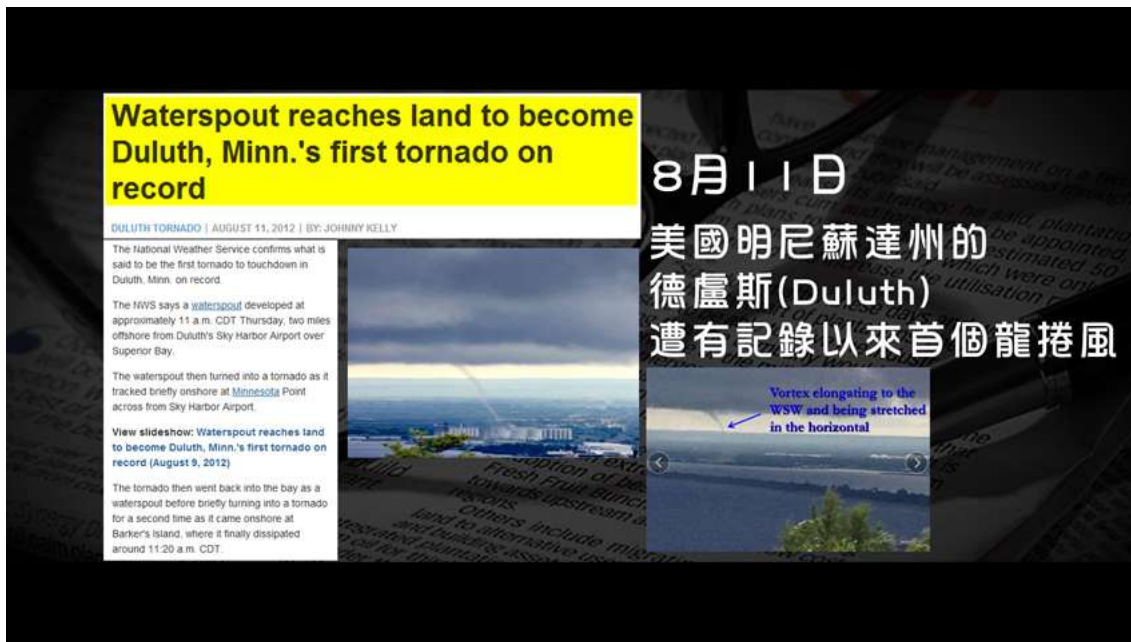 Waterspout reaches land to become
Duluth, Minn.'s first tornado on
record
DULUTH TORNADO | AUGUST 11, 2012 | BY: JOHNNY KELLY
The National Weather Service confirms what is
said to be the first tornado to touchdown in
Duluth, Minn. on record.
The NWS says a waterspout developed at
approximately 11 a.m. CDT Thursday, two miles
offshore from Duluth's Sky Harbor Airport over
Superior Bay.
The waterspout then turned into a tornado as it
tracked briefly onshore at Minnesota Point
across from Sky Harbor Airport.
View slideshow: Waterspout reaches land
to become Duluth, Minn.'s first tornado on
record (August 9, 2012)
The tornado then went back into the bay as a
waterspout before briefly turning into a tornado
for a second time as it came onshore at
Barker's Island, where it finally dissipated
around 11:20 a.m. CDT.
8月11日
美國明尼蘇達州的
德盧斯(Duluth)
遭有記錄以來首個龍捲風
Vortex elongating to the
WSW and being stretched
in the horizontal